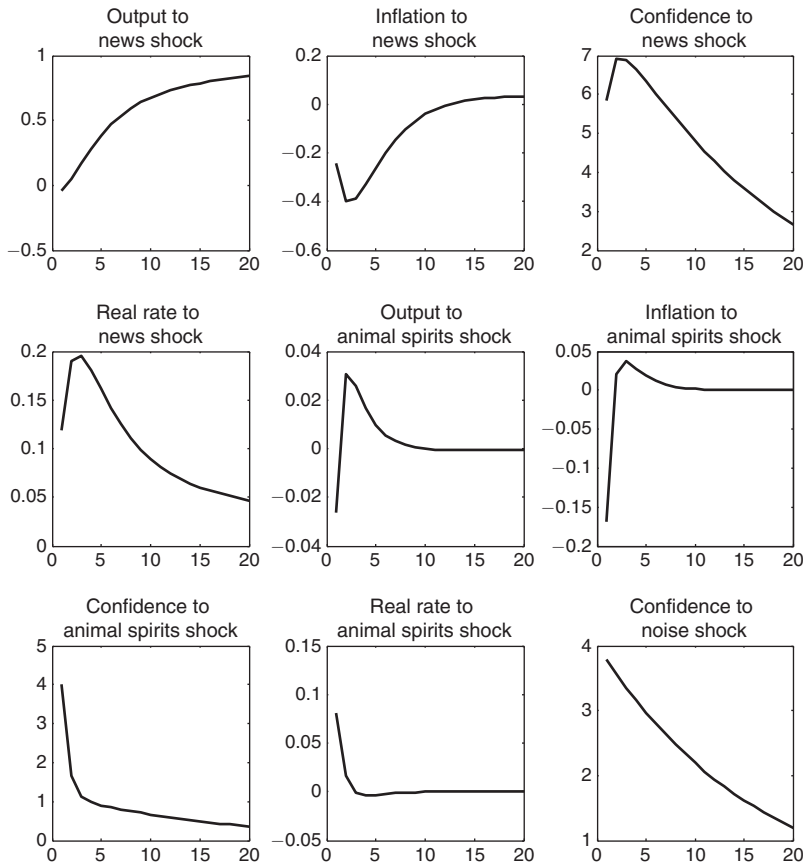 Output to
news shock
1
0.5
0
−0.5
0 5 10 15 20
Inflation to
news shock
0.2
0
−0.2
−0.4
−0.6
0 5 10 15 20
Confidence to
news shock
7
6
5
4
3
2
0 5 10 15 20
Real rate to
news shock
0.2
0.15
0.1
0.05
0
0 5 10 15 20
Output to
animal spirits shock
0.04
0.02
0
−0.02
−0.04
0 5 10 15 20
Inflation to
animal spirits shock
0.05
0
−0.05
−0.1
−0.15
−0.2
0 5 10 15 20
Confidence to
animal spirits shock
5
4
3
2
1
0
0 5 10 15 20
Real rate to
animal spirits shock
0.15
0.1
0.05
0
−0.05
0 5 10 15 20
Confidence to
noise shock
4
3
2
1
0 5 10 15 20